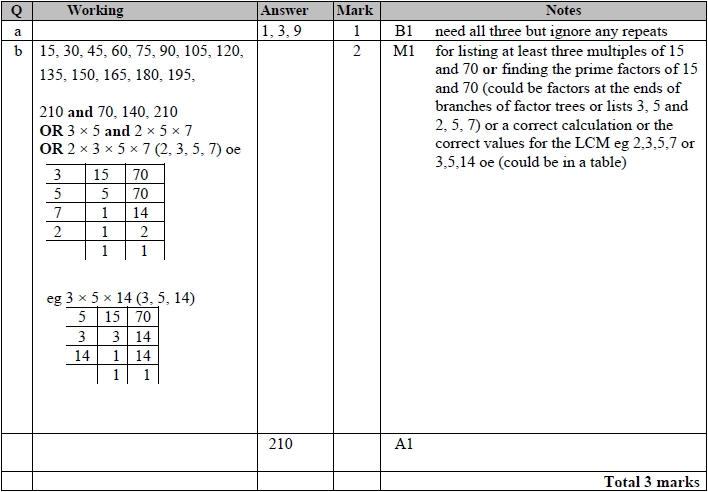 Q Working Answer Mark Notes
a 1, 3, 9 1 B1 need all three but ignore any repeats
b 15, 30, 45, 60, 75, 90, 105, 120, 2 M1 for listing at least three multiples of 15
135, 150, 165, 180, 195, and 70 or finding the prime factors of 15
and 70 (could be factors at the ends of
210 and 70, 140, 210 branches of factor trees or lists 3, 5 and
OR 3 × 5 and 2 × 5 × 7 2, 5, 7) or a correct calculation or the
OR 2 × 3 × 5 × 7 (2, 3, 5, 7) oe correct values for the LCM eg 2,3,5,7 or
3,5,14 oe (could be in a table)
3 15 70
5 5 70
7 1 14
2 1 2
1 1
eg 3 × 5 × 14 (3, 5, 14)
5 15 70
3 3 14
14 1 14
1 1
210 A1
Total 3 marks